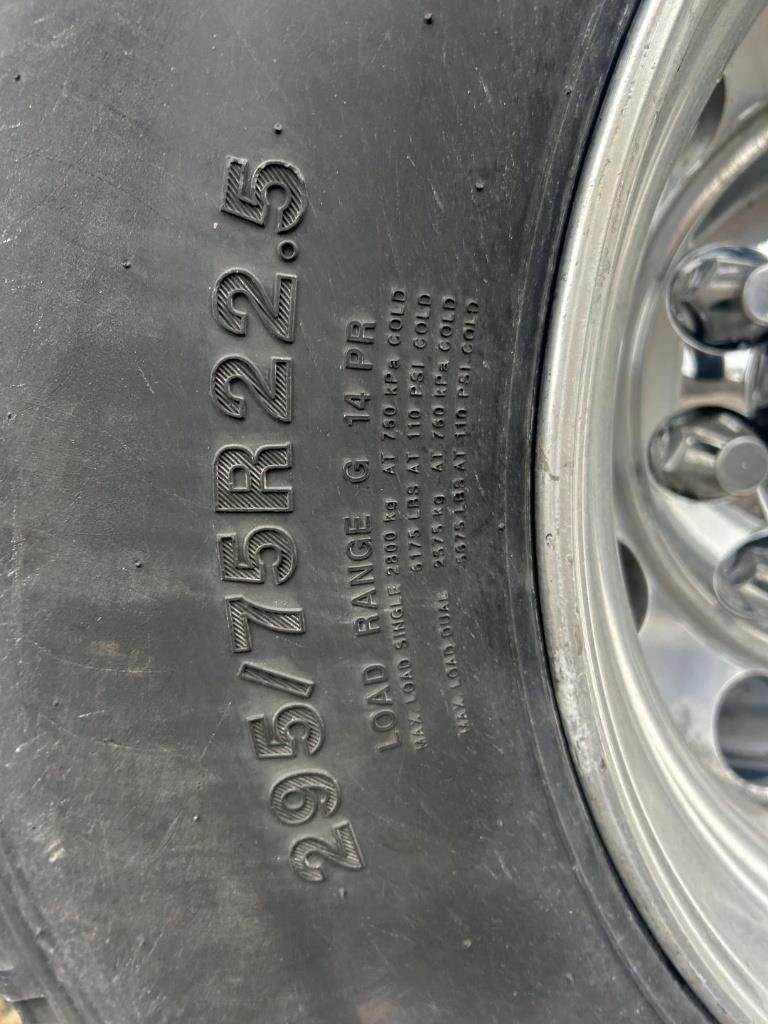 295/75R22.5
LOAD RANGE G 14 PR
MAX. LOAD SINGLE 2800 kg AT 760 kPa COLD
6175 LBS AT 110 PSI COLD
MAX. LOAD DUAL 2575 kg AT 760 kPa COLD
5675 LBS AT 110 PSI COLD